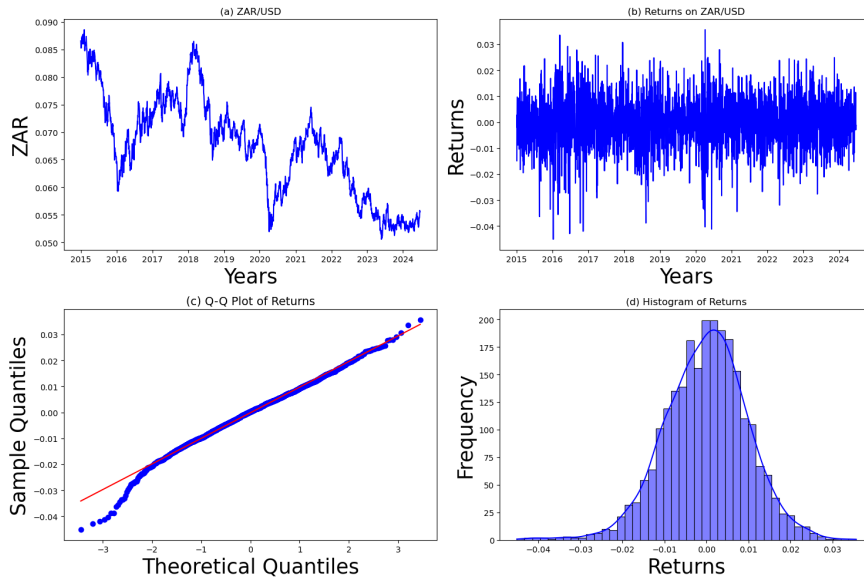 (a) ZAR/USD
ZAR
0.090
0.085
0.080
0.075
0.070
0.065
0.060
0.055
0.050
2015 2016 2017 2018 2019 2020 2021 2022 2023 2024
Years
(b) Returns on ZAR/USD
Returns
0.03
0.02
0.01
0.00
−0.01
−0.02
−0.03
−0.04
2015 2016 2017 2018 2019 2020 2021 2022 2023 2024
Years
(c) Q-Q Plot of Returns
Sample Quantiles
0.03
0.02
0.01
0.00
−0.01
−0.02
−0.03
−0.04
−3 −2 −1 0 1 2 3
Theoretical Quantiles
(d) Histogram of Returns
Frequency
200
175
150
125
100
75
50
25
0
−0.04 −0.03 −0.02 −0.01 0.00 0.01 0.02 0.03
Returns